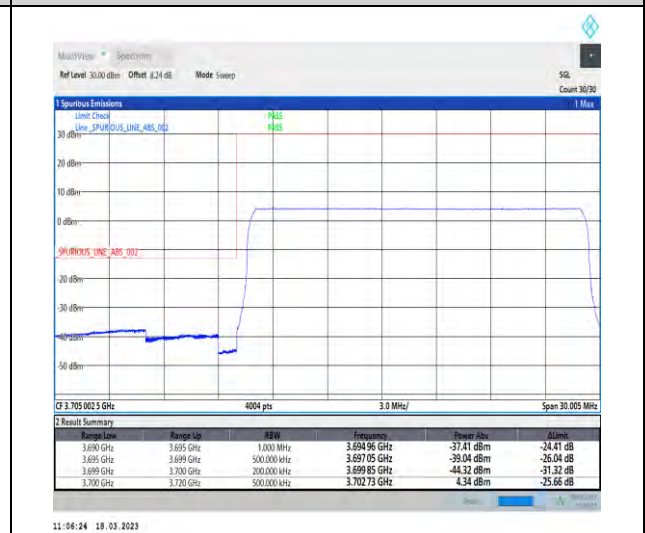 MultiView Spectrum
Ref Level 30.00 dBm Offset 8.24 dB Mode Sweep SGL
Count 30/30
1 Spurious Emissions 1 Max
Limit Check PASS
Line _SPURIOUS_LINE_ABS_002 PASS
30 dBm
20 dBm
10 dBm
0 dBm
_SPURIOUS_LINE_ABS_002
-20 dBm
-30 dBm
-40 dBm
-50 dBm
CF 3.705 002 5 GHz 4004 pts 3.0 MHz/ Span 30.005 MHz
2 Result Summary
Range Low Range Up RBW Frequency Power Abs ΔLimit
3.690 GHz 3.695 GHz 1.000 MHz 3.694 96 GHz -37.41 dBm -24.41 dB
3.695 GHz 3.699 GHz 500.000 kHz 3.697 05 GHz -39.04 dBm -26.04 dB
3.699 GHz 3.700 GHz 200.000 kHz 3.699 85 GHz -44.32 dBm -31.32 dB
3.700 GHz 3.720 GHz 500.000 kHz 3.702 73 GHz 4.34 dBm -25.66 dB
11:06:24 18.03.2023